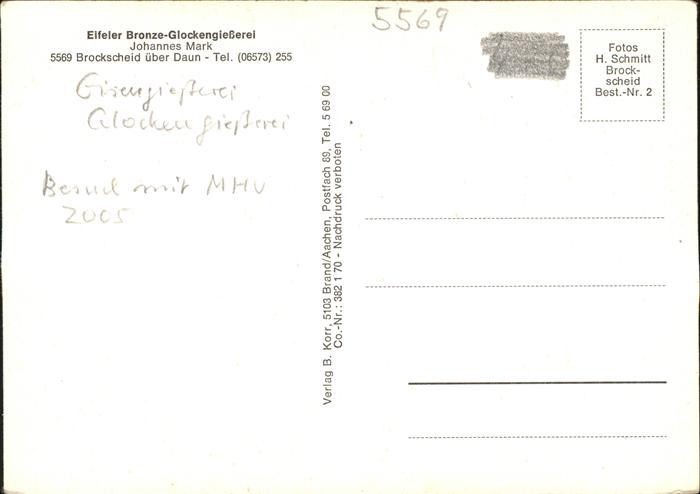 5569
Eifeler Bronze-Glockengießerei
Johannes Mark
5569 Brockscheid über Daun - Tel. (06573) 255
Eisengießerei
Glockengießerei
mit MHV
2005
Verlag B. Korr, 5103 Brand/Aachen, Postfach 89, Tel. 5 69 00
Co.-Nr.: 382 1 70 - Nachdruck verboten
Fotos
H. Schmitt
Brock-
scheid
Best.-Nr. 2